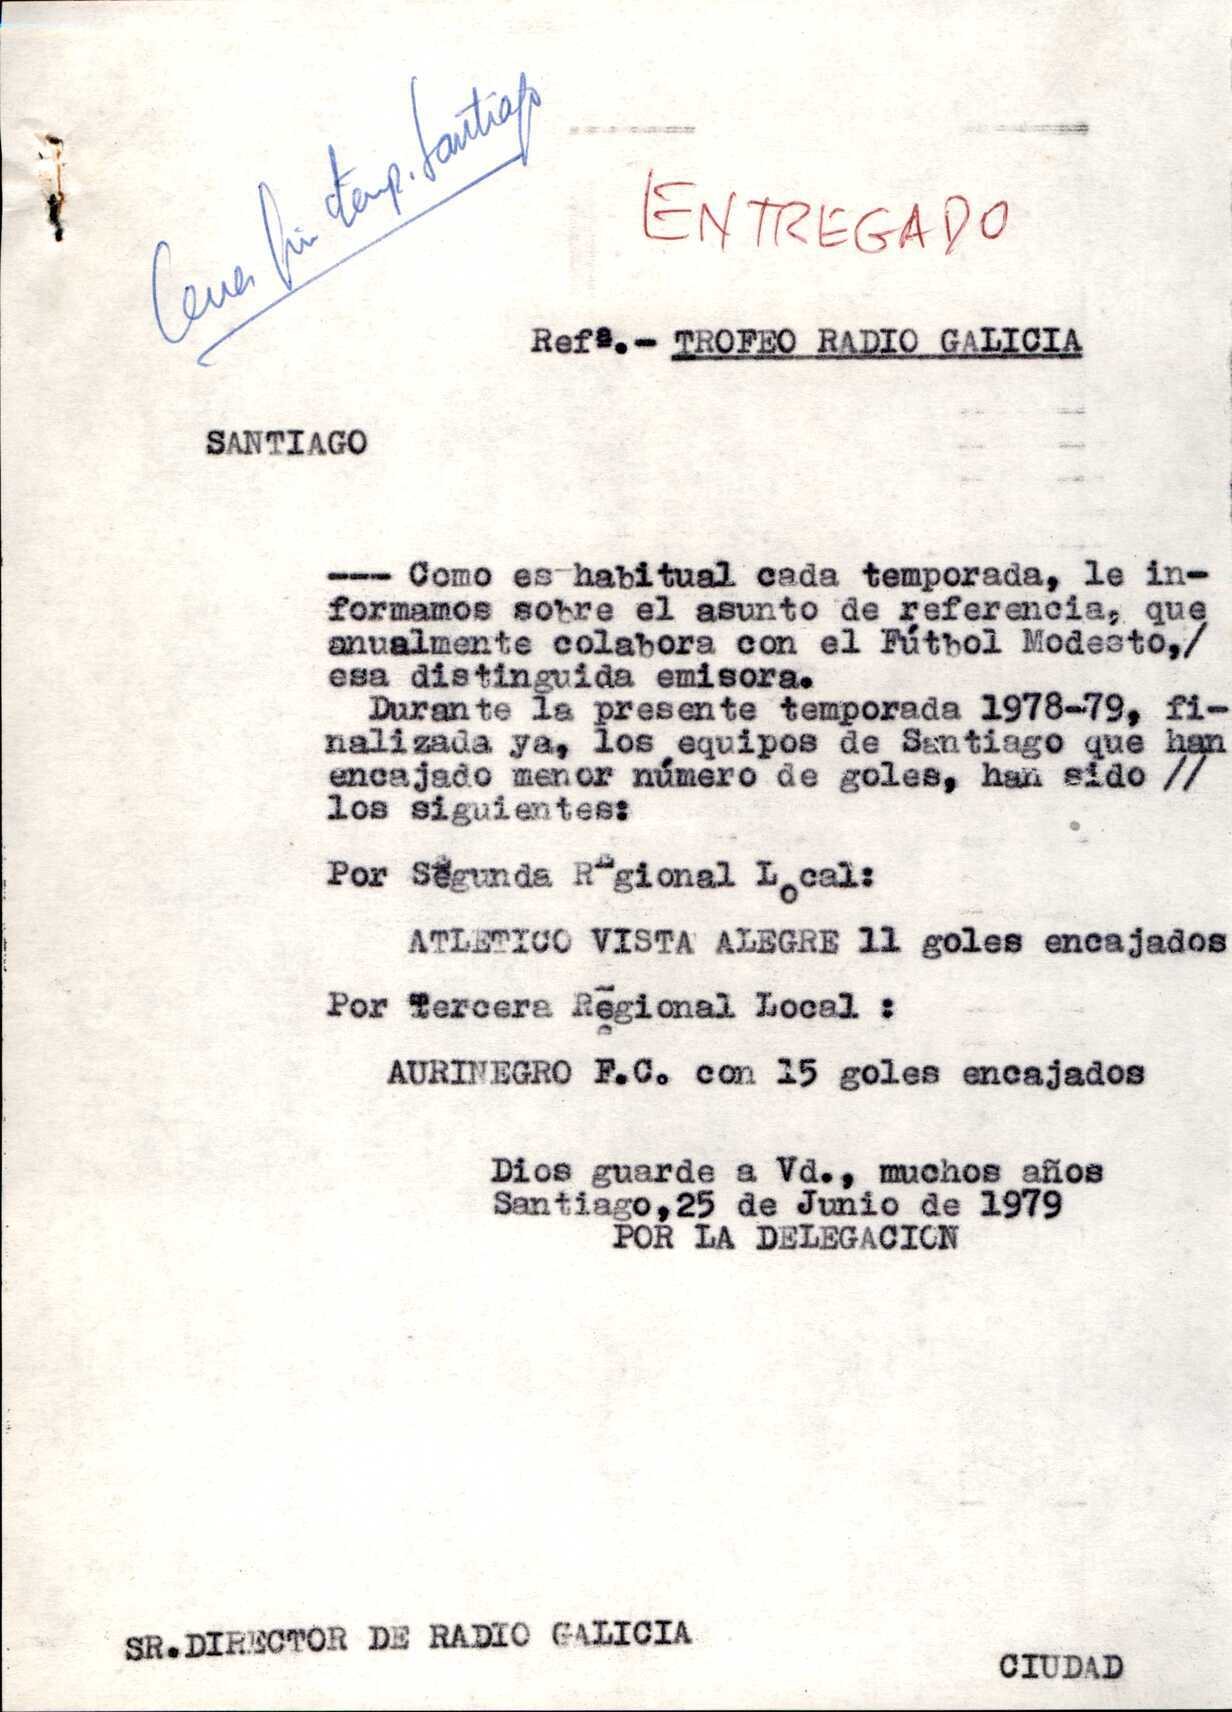 Cena fin temp. Santiago
ENTREGADO
Refª.- TROFEO RADIO GALICIA
SANTIAGO
--- Como es habitual cada temporada, le in-
formamos sobre el asunto de referencia, que
anualmente colabora con el Fútbol Modesto,/
esa distinguida emisora.
Durante la presente temporada 1978-79, fi-
nalizada ya, los equipos de Santiago que han
encajado menor número de goles, han sido //
los siguientes:
Por Segunda Regional Local:
ATLETICO VISTA ALEGRE 11 goles encajados
Por Tercera Regional Local :
AURINEGRO F.C. con 15 goles encajados
Dios guarde a Vd., muchos años
Santiago,25 de Junio de 1979
POR LA DELEGACION
SR.DIRECTOR DE RADIO GALICIA
CIUDAD